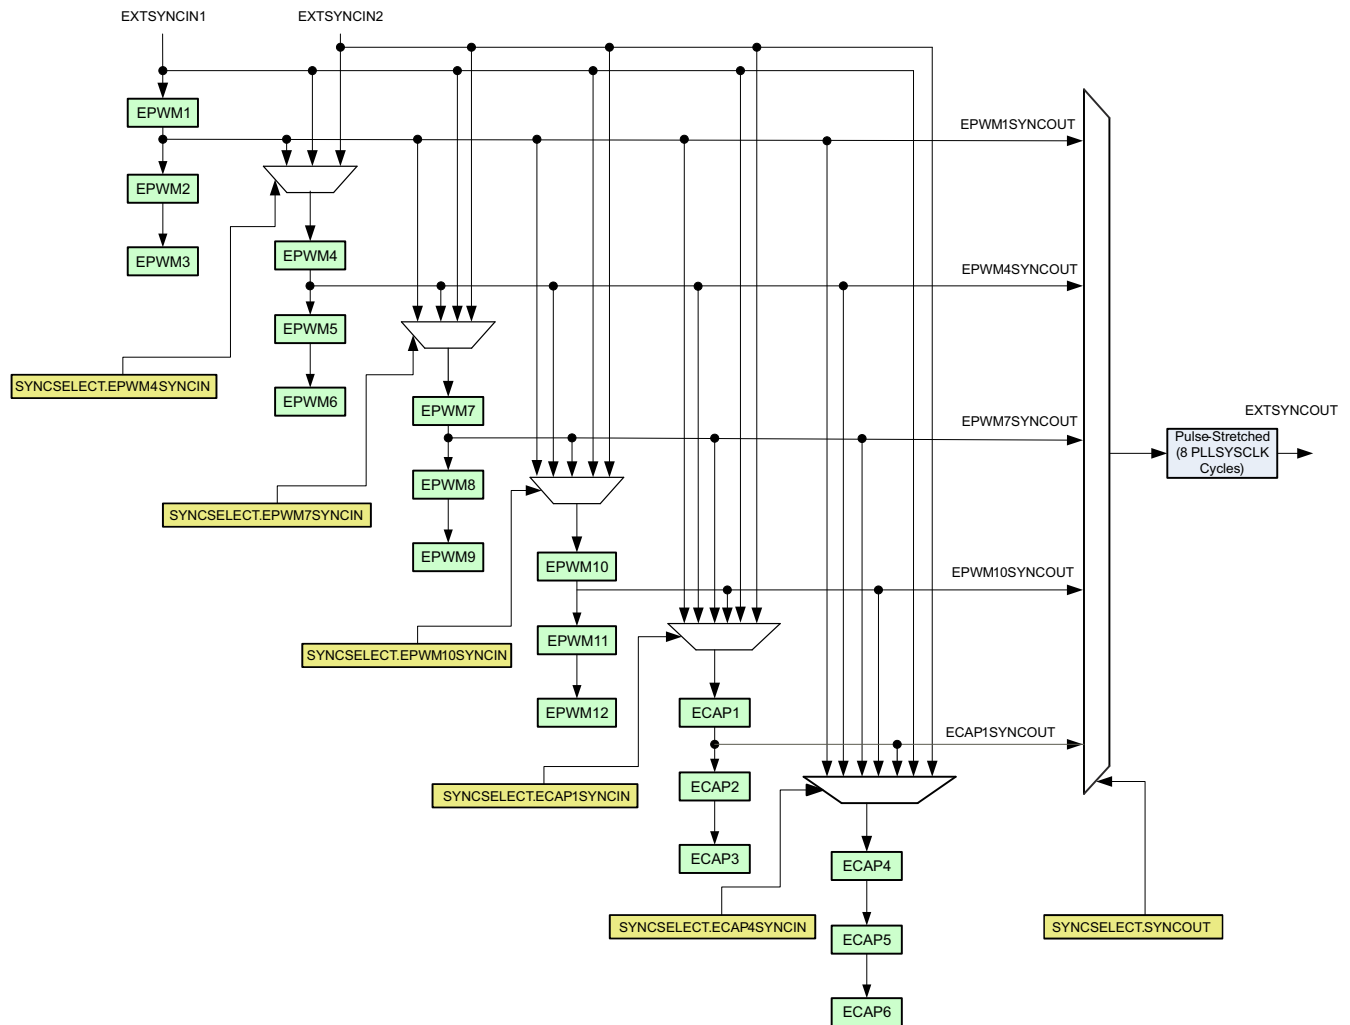 EXTSYNCIN1
EXTSYNCIN2
EPWM1
EPWM1SYNCOUT
EPWM2
EPWM4
EPWM3
EPWM4SYNCOUT
EPWM5
SYNCSELECT.EPWM4SYNCIN
EPWM6
EPWM7
EPWM7SYNCOUT
EXTSYNCOUT
Pulse-Stretched
(8 PLLSYSCLK
Cycles)
EPWM8
SYNCSELECT.EPWM7SYNCIN
EPWM9
EPWM10
EPWM10SYNCOUT
EPWM11
SYNCSELECT.EPWM10SYNCIN
EPWM12
ECAP1
ECAP1SYNCOUT
ECAP2
SYNCSELECT.ECAP1SYNCIN
ECAP3
ECAP4
SYNCSELECT.ECAP4SYNCIN
SYNCSELECT.SYNCOUT
ECAP5
ECAP6